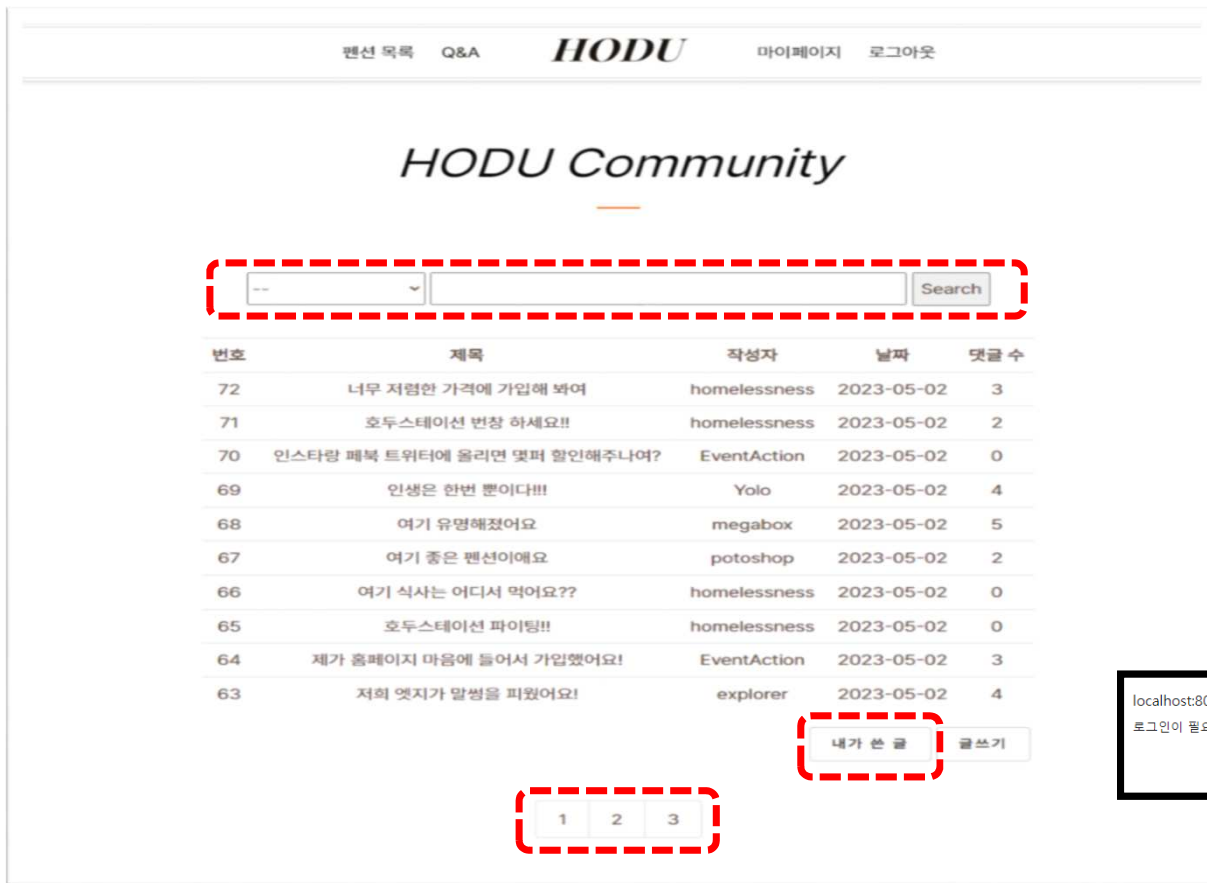 펜션 목록 Q&A HODU 마이페이지 로그아웃
HODU Community
-- Search
번호 제목 작성자 날짜 댓글 수
72 너무 저렴한 가격에 가입해 봐여 homelessness 2023-05-02 3
71 호두스테이션 번창 하세요!! homelessness 2023-05-02 2
70 인스타랑 페북 트위터에 올리면 몇퍼 할인해주나여? EventAction 2023-05-02 0
69 인생은 한번 뿐이다!!! Yolo 2023-05-02 4
68 여기 유명해졌어요 megabox 2023-05-02 5
67 여기 좋은 펜션이애요 potoshop 2023-05-02 2
66 여기 식사는 어디서 먹어요?? homelessness 2023-05-02 0
65 호두스테이션 파이팅!! homelessness 2023-05-02 0
64 제가 홈페이지 마음에 들어서 가입했어요! EventAction 2023-05-02 3
63 저희 엣지가 말썽을 피웠어요! explorer 2023-05-02 4
localhost:80
로그인이
내가 쓴 글 글쓰기
1 2 3